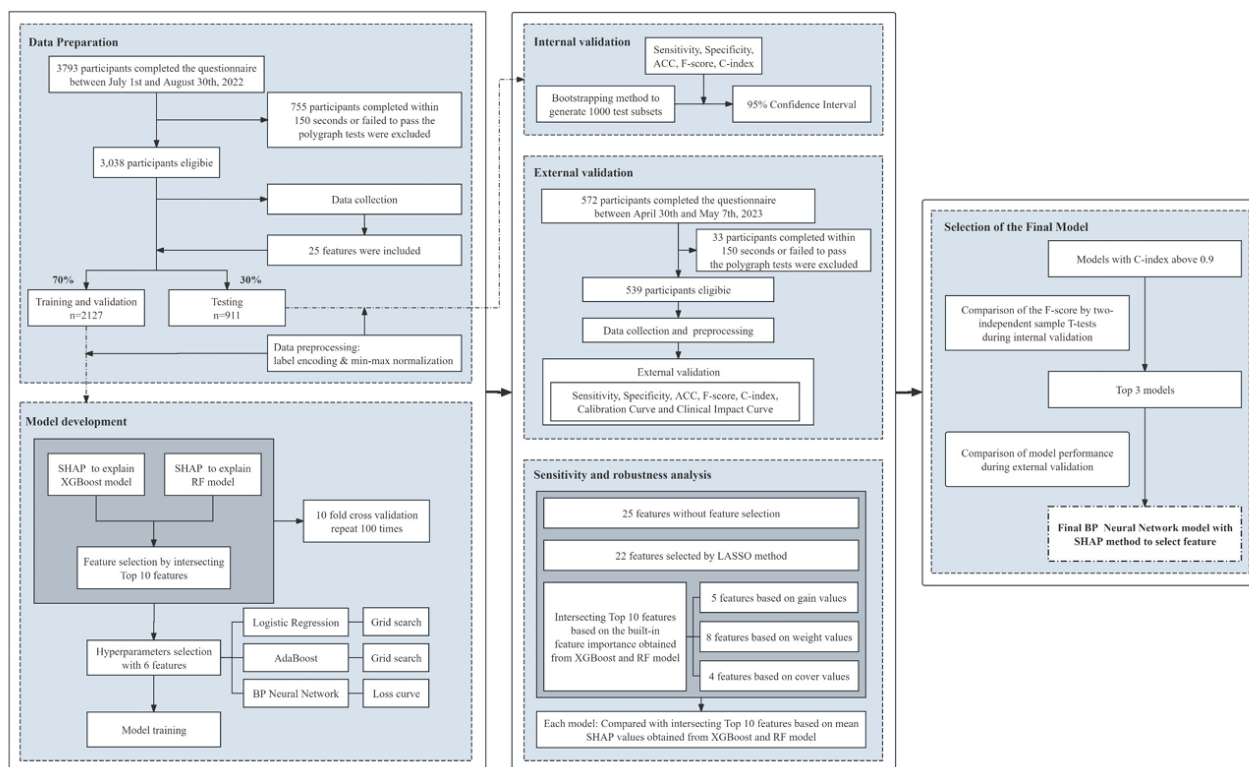 Data Preparation
3793 participants completed the questionnaire
between July 1st and August 30th, 2022
755 participants completed within
150 seconds or failed to pass the
polygraph tests were excluded
3,038 participants eligibie
Data collection
25 features were included
70%
30%
Training and validation
n=2127
Testing
n=911
Data preprocessing:
label encoding & min-max normalization
Model development
SHAP to explain
XGBoost model
SHAP to explain
RF model
10 fold cross validation
repeat 100 times
Feature selection by intersecting
Top 10 features
Hyperparameters selection
with 6 features
Logistic Regression
Grid search
AdaBoost
Grid search
BP Neural Network
Loss curve
Model training
Internal validation
Sensitivity, Specificity,
ACC, F-score, C-index
Bootstrapping method to
generate 1000 test subsets
95% Confidence Interval
External validation
572 participants completed the questionnaire
between April 30th and May 7th, 2023
33 participants completed within
150 seconds or failed to pass
the polygraph tests were excluded
539 participants eligible
Data collection and preprocessing
External validation
Sensitivity, Specificity, ACC, F-score, C-index,
Calibration Curve and Clinical Impact Curve
Sensitivity and robustness analysis
25 features without feature selection
22 features selected by LASSO method
Intersecting Top 10 features
based on the built-in
feature importance obtained
from XGBoost and RF model
5 features based on gain values
8 features based on weight values
4 features based on cover values
Each model: Compared with intersecting Top 10 features based on mean
SHAP values obtained from XGBoost and RF model
Selection of the Final Model
Models with C-index above 0.9
Comparison of the F-score by two-
independent sample T-tests
during internal validation
Top 3 models
Comparison of model performance
during external validation
Final BP Neural Network model with
SHAP method to select feature